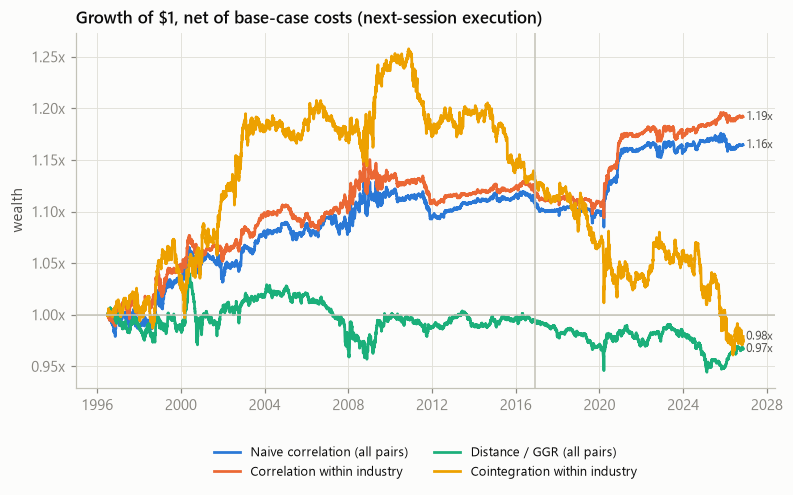 Growth of $1, net of base-case costs (next-session execution)
1.25x
1.20x
1.15x
1.10x
1.05x
1.00x
0.95x
wealth
1.19x
1.16x
0.98x
0.97x
1996 2000 2004 2008 2012 2016 2020 2024 2028
Naive correlation (all pairs) Distance / GGR (all pairs)
Correlation within industry Cointegration within industry